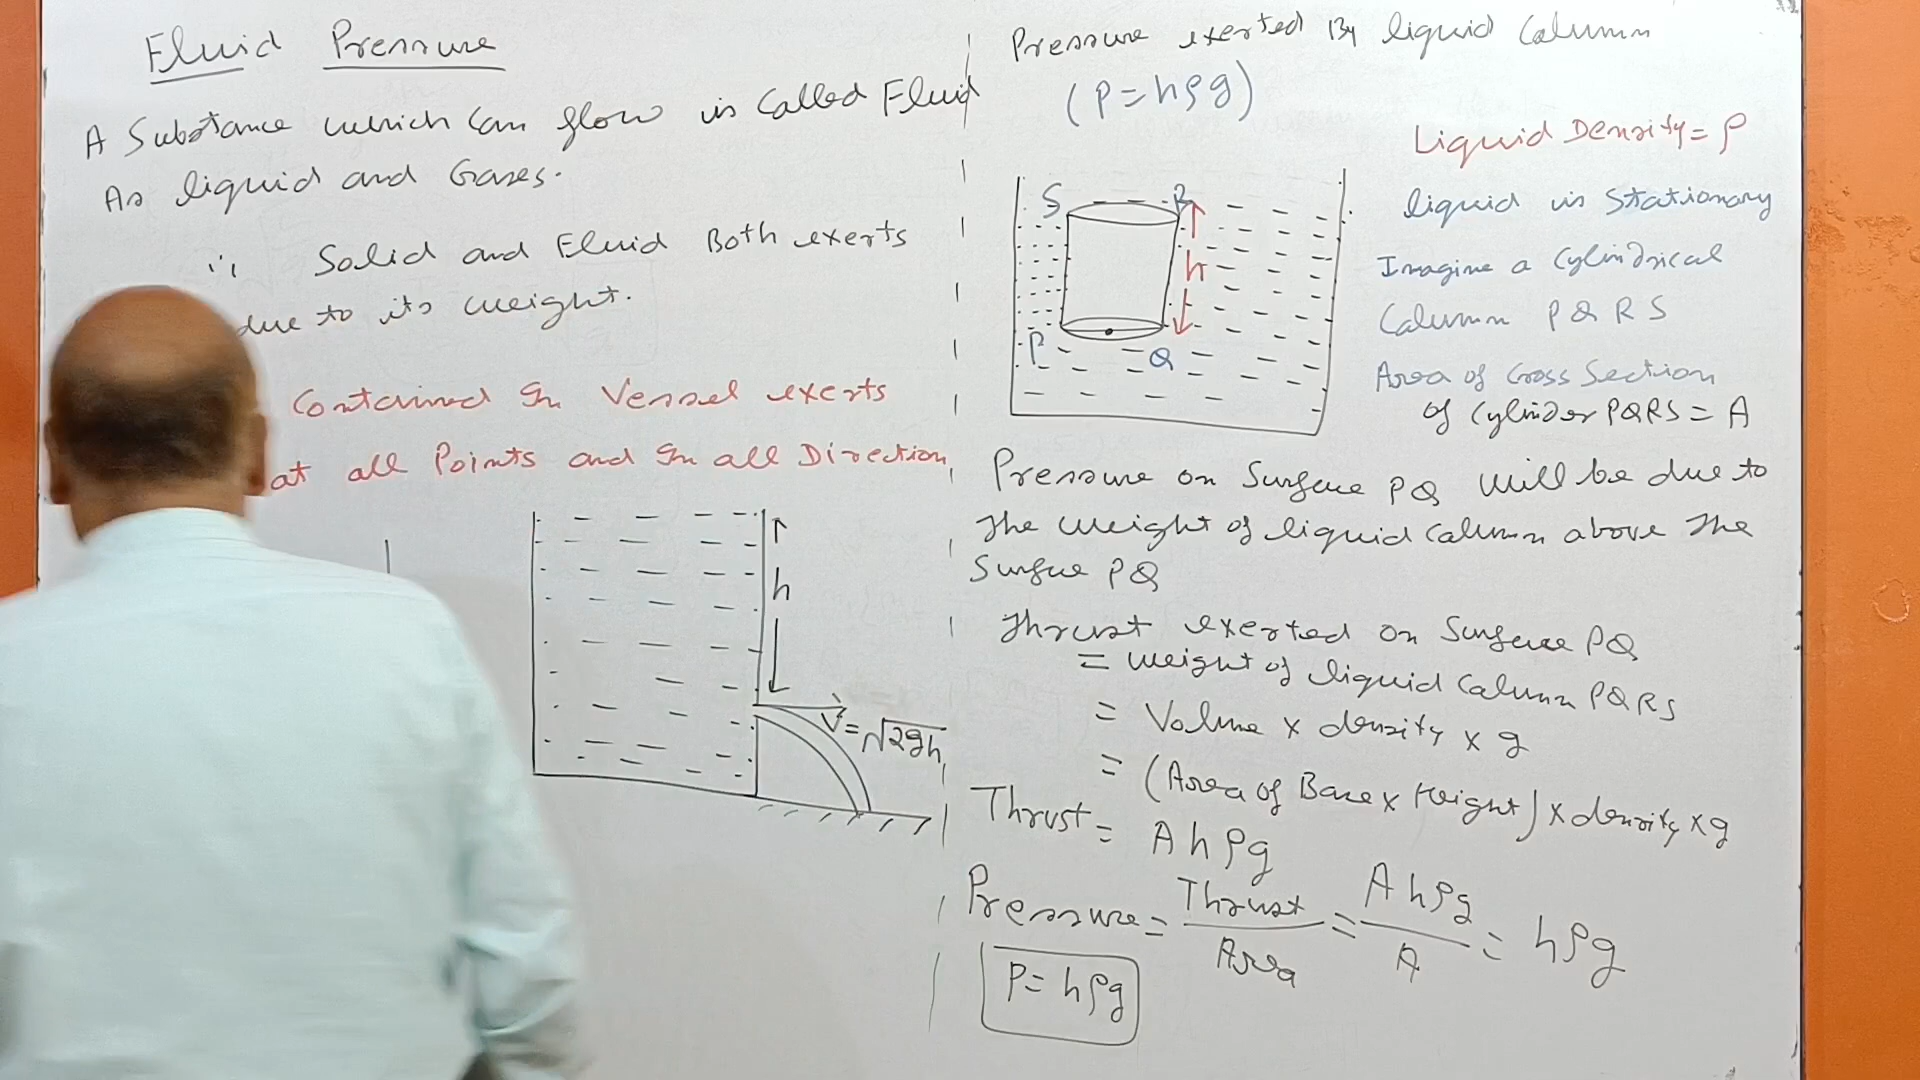 Fluid Pressure
A Substance which can flow is Called Fluid
As liquid and Gases.
∵ Solid and Fluid Both exerts
due to its weight.
Contained In Vessel exerts
at all Points and In all Direction
h
V = √2gh
Pressure exerted By liquid Column
(P = hρg)
Liquid Density = ρ
liquid is Stationary
Imagine a Cylindrical
Column PQRS
Area of Cross Section
of Cylinder PQRS = A
S R
h
P Q
Pressure on Surface PQ will be due to
the weight of liquid Column above the
Surface PQ
Thrust exerted on Surface PQ
= weight of liquid Column PQRS
= Volume × density × g
= (Area of Base × Height) × density × g
Thrust = A h ρ g
Pressure = Thrust / Area = A h ρ g / A = h ρ g
P = h ρ g